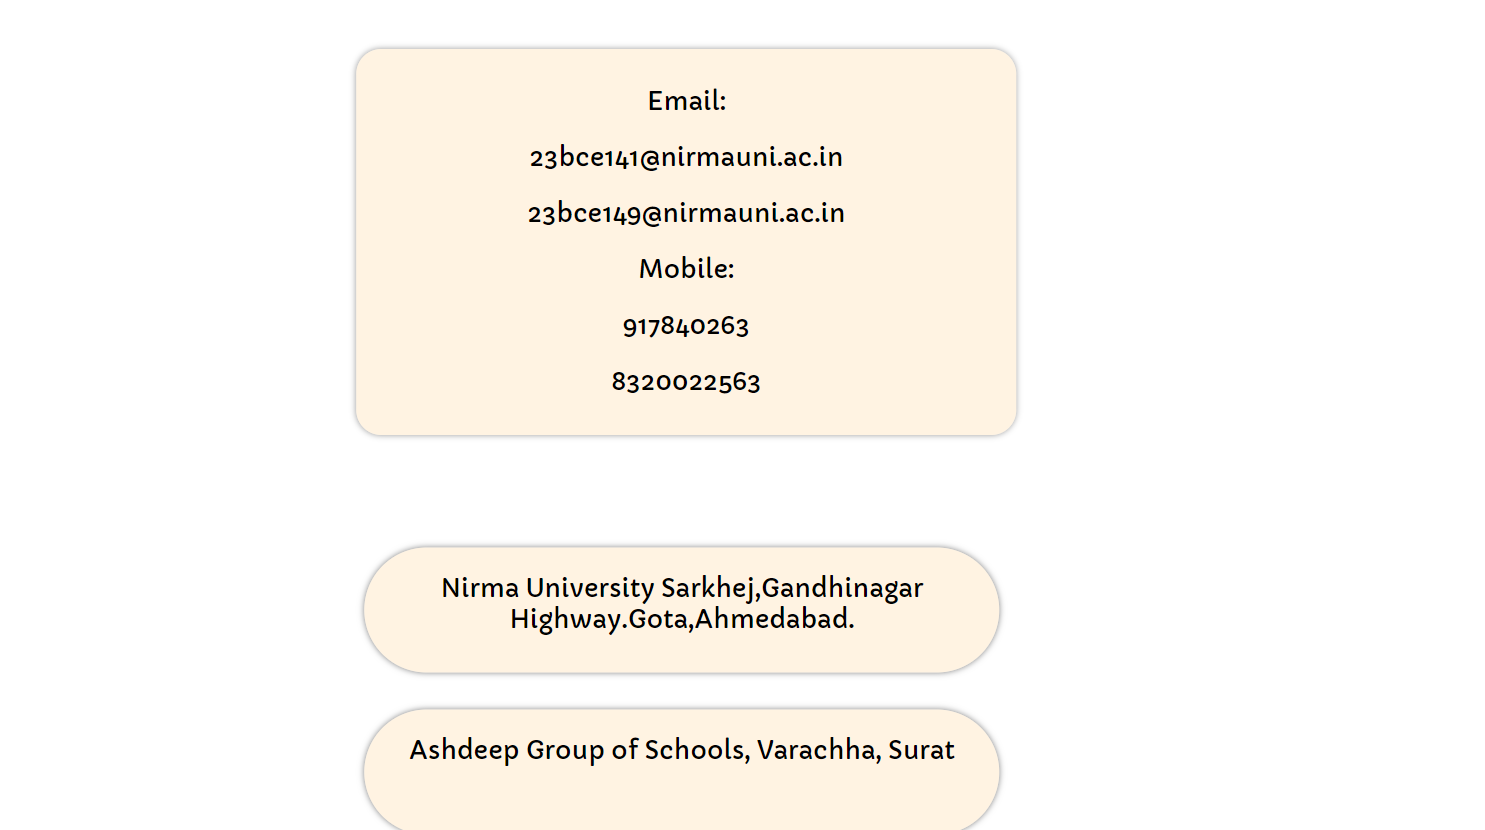 Email:
23bce141@nirmauni.ac.in
23bce149@nirmauni.ac.in
Mobile:
917840263
8320022563
Nirma University Sarkhej,Gandhinagar
Highway.Gota,Ahmedabad.
Ashdeep Group of Schools, Varachha, Surat